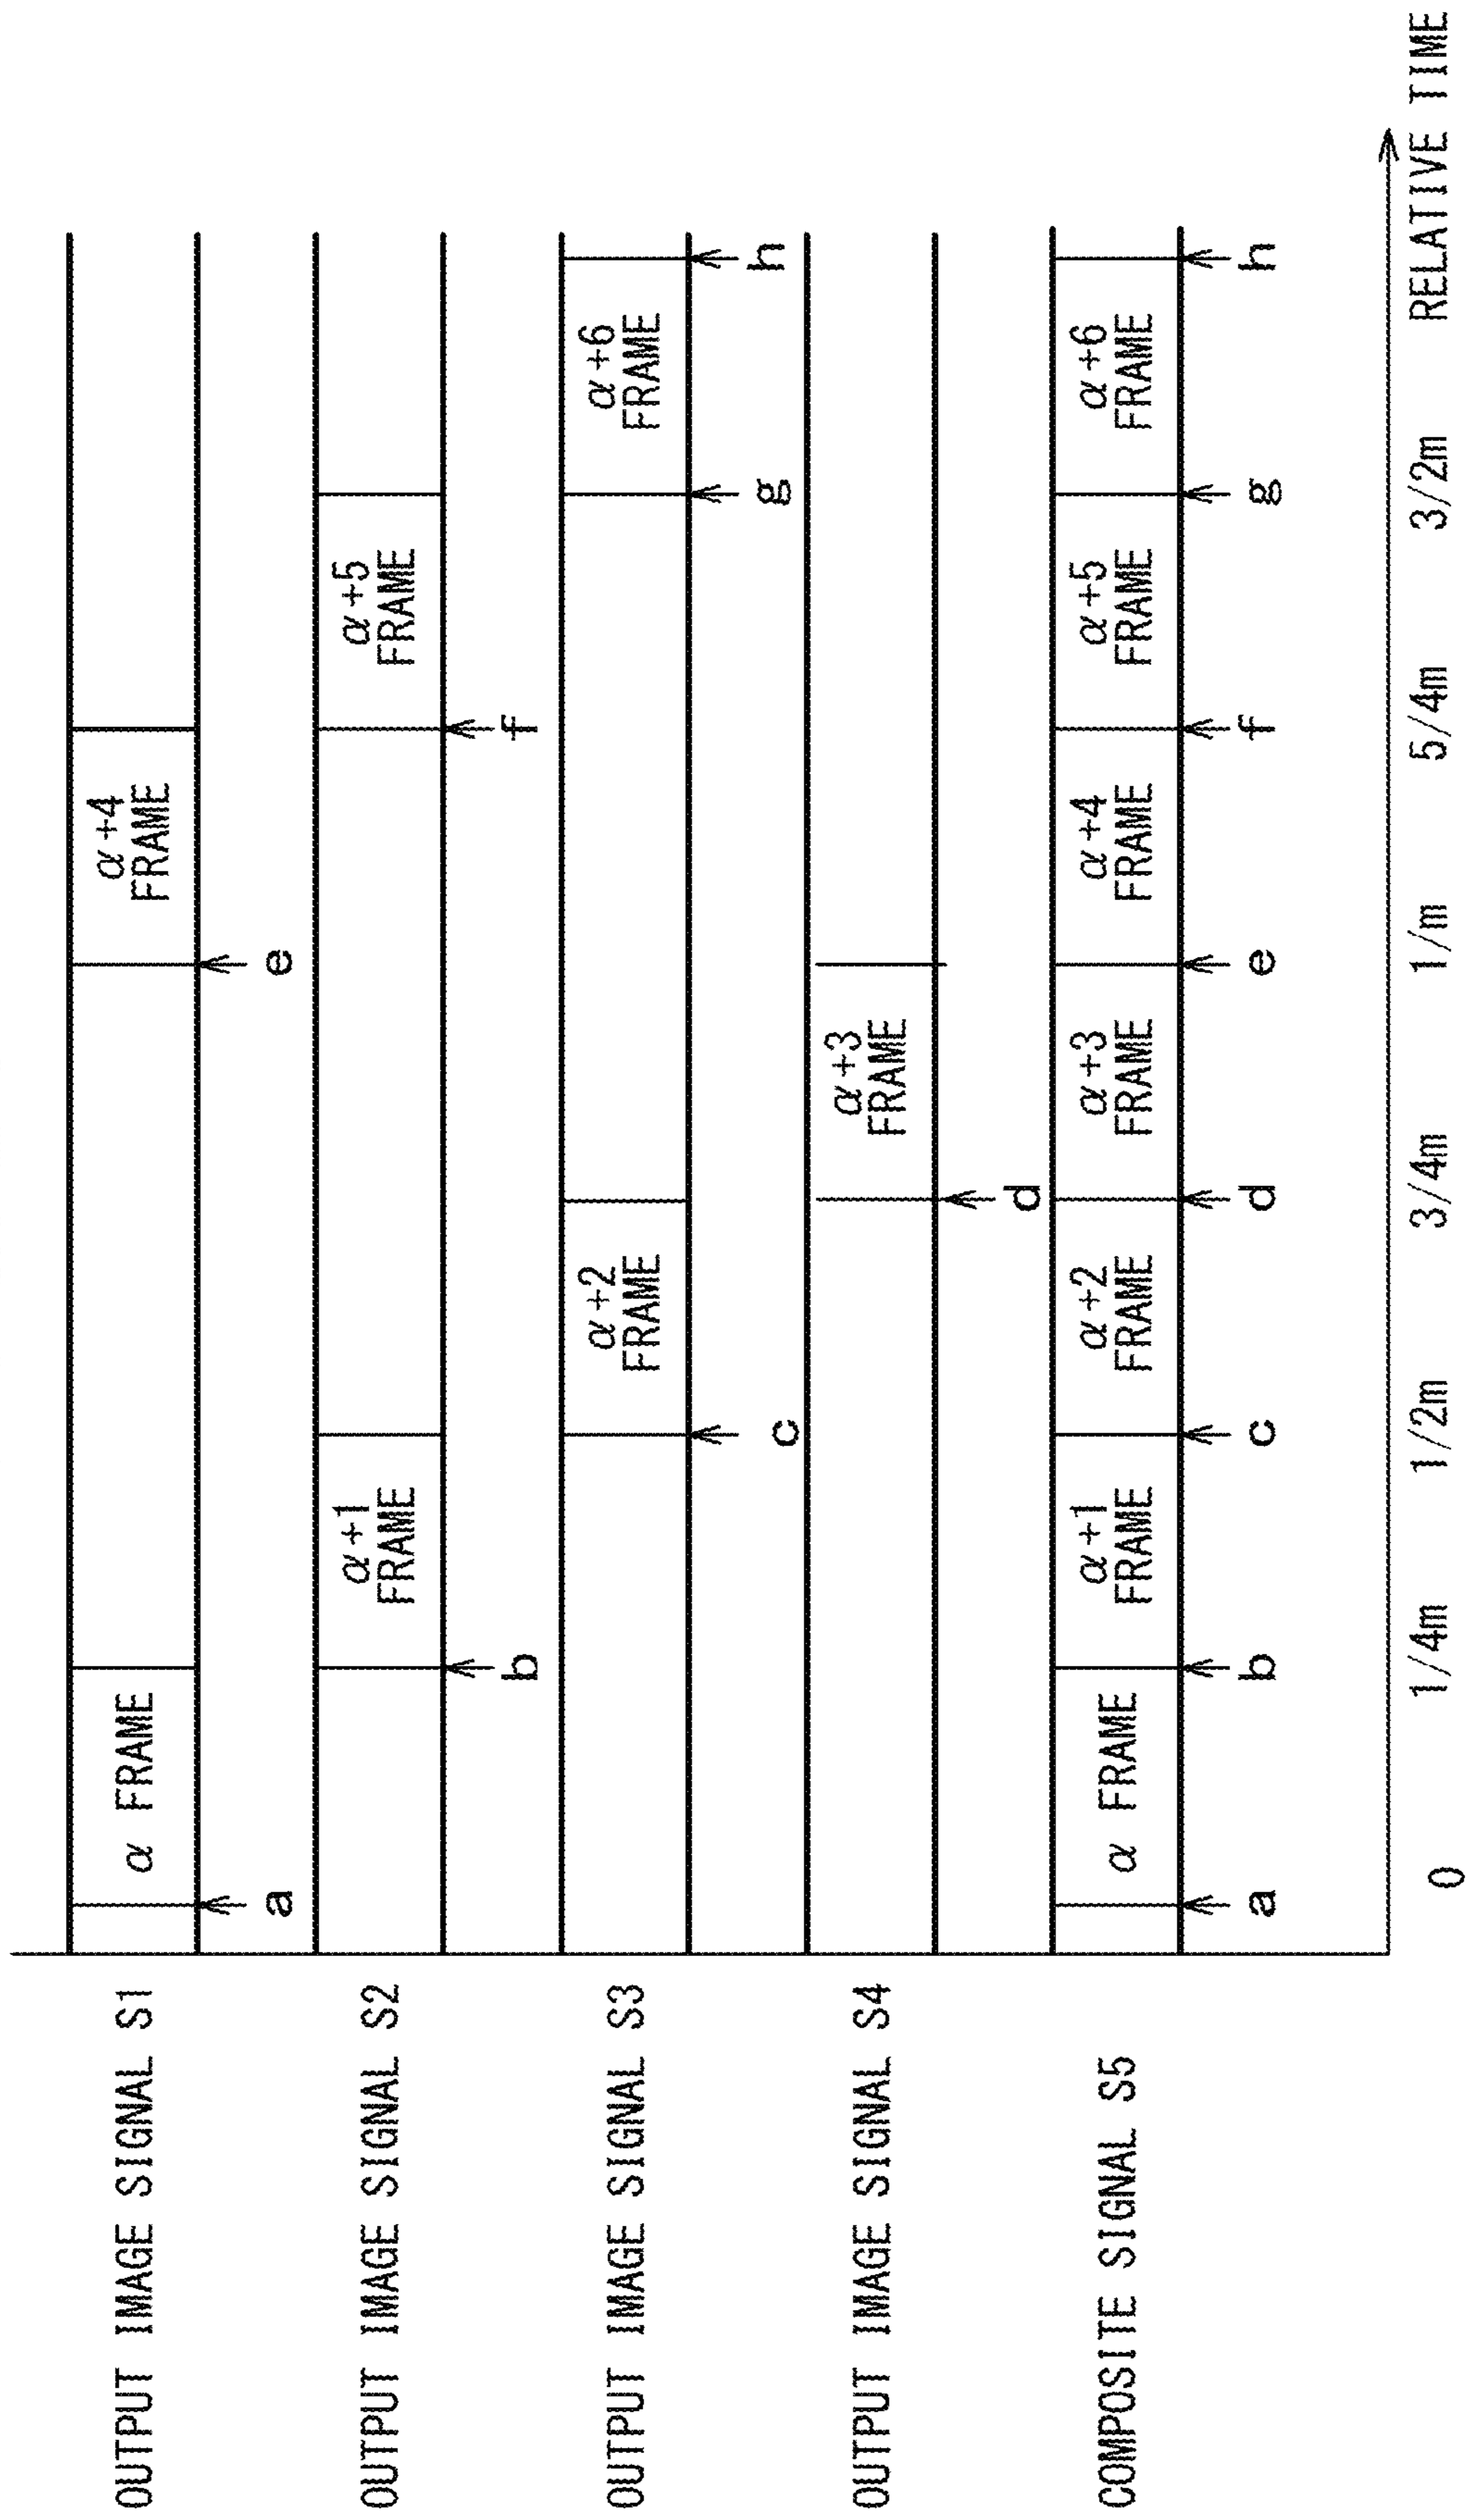 OUTPUT IMAGE SIGNAL S1
α FRAME
α+4
FRAME
a
e
OUTPUT IMAGE SIGNAL S2
α+1
FRAME
α+5
FRAME
b
f
OUTPUT IMAGE SIGNAL S3
α+2
FRAME
α+6
FRAME
c
g
h
OUTPUT IMAGE SIGNAL S4
α+3
FRAME
d
COMPOSITE SIGNAL S5
α FRAME
α+1
FRAME
α+2
FRAME
α+3
FRAME
α+4
FRAME
α+5
FRAME
α+6
FRAME
a
b
c
d
e
f
g
h
0
1/4m
1/2m
3/4m
1/m
5/4m
3/2m
RELATIVE TIME